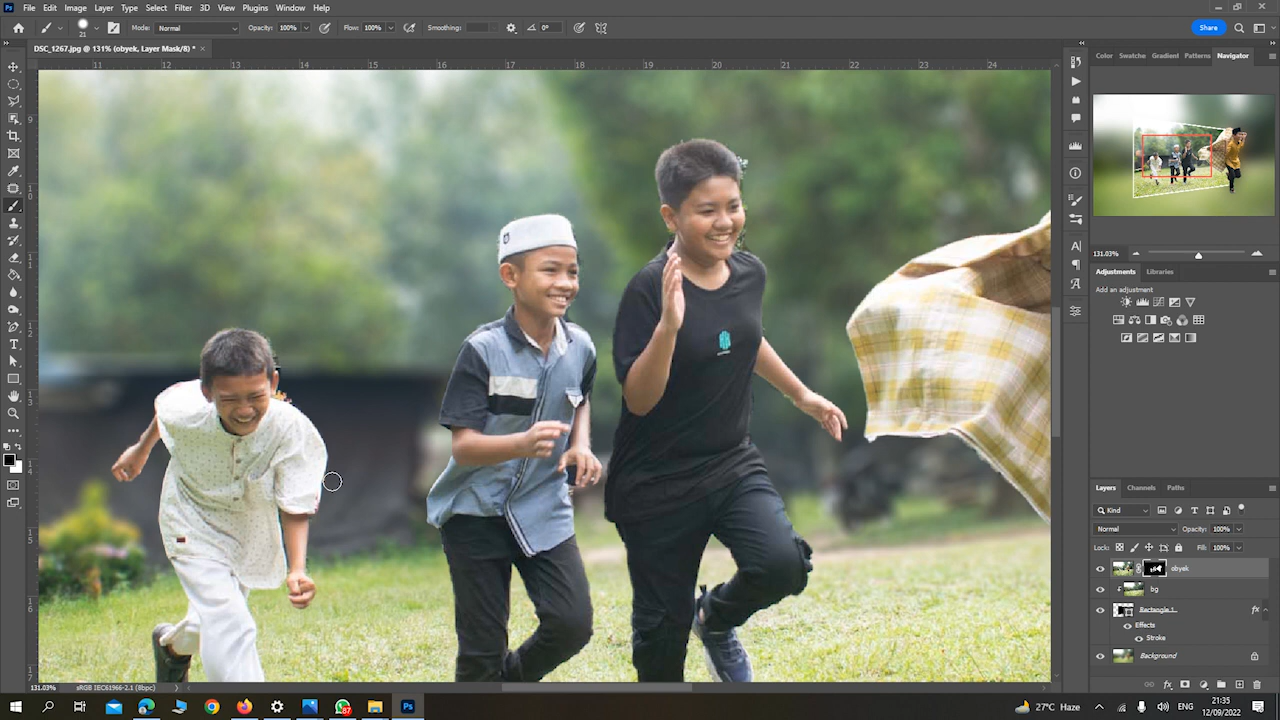 File Edit Image Layer Type Select Filter 3D View Plugins Window Help
21 Mode: Normal Opacity: 100% Flow: 100% Smoothing: 0° Share
DSC_1267.jpg @ 131% (obyek, Layer Mask/8) *
11 12 13 14 15 16 17 18 19 20 21 22 23 24
Color Swatche Gradient Patterns Navigator
131.03%
Adjustments Libraries
Add an adjustment
Layers Channels Paths
Kind
Normal Opacity: 100%
Lock: Fill: 100%
obyek
bg
Rectangle 1... fx
Effects
Stroke
Background
131.03% sRGB IEC61966-2.1 (8bpc)
87 27°C Haze ENG 21:35
12/09/2022